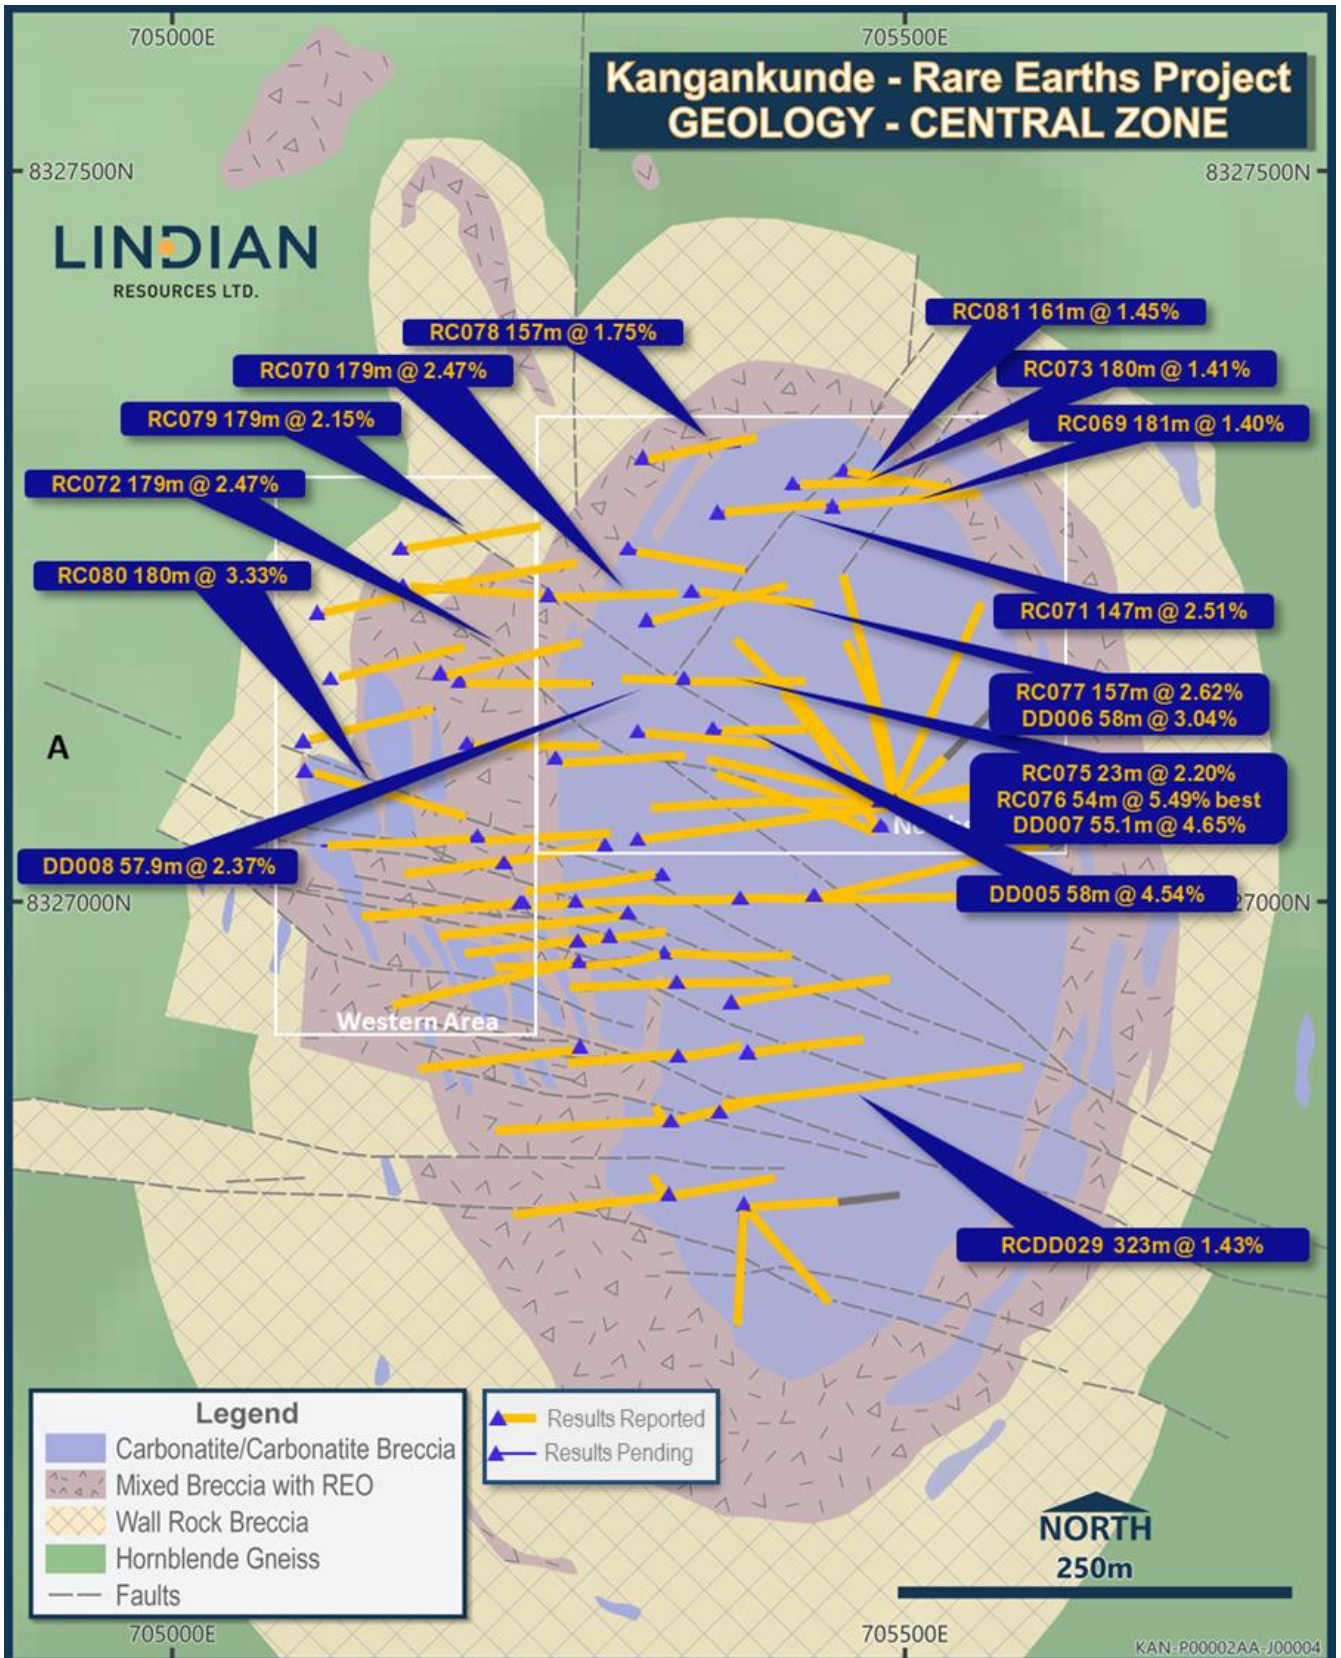 705000E
705500E
Kangankunde - Rare Earths Project
GEOLOGY - CENTRAL ZONE
8327500N
8327500N
LINDIAN
RESOURCES LTD.
RC081 161m @ 1.45%
RC078 157m @ 1.75%
RC073 180m @ 1.41%
RC070 179m @ 2.47%
RC079 179m @ 2.15%
RC069 181m @ 1.40%
RC072 179m @ 2.47%
RC080 180m @ 3.33%
RC071 147m @ 2.51%
RC077 157m @ 2.62%
DD006 58m @ 3.04%
A
RC075 23m @ 2.20%
RC076 54m @ 5.49% best
DD007 55.1m @ 4.65%
DD008 57.9m @ 2.37%
DD005 58m @ 4.54%
8327000N
27000N
Western Area
RCDD029 323m @ 1.43%
Legend
Carbonatite/Carbonatite Breccia
Mixed Breccia with REO
Wall Rock Breccia
Hornblende Gneiss
Faults
Results Reported
Results Pending
NORTH
250m
705000E
705500E
KAN-P00002AA-J00004